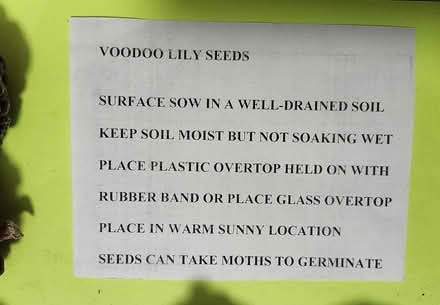 VOODOO LILY SEEDS
SURFACE SOW IN A WELL-DRAINED SOIL
KEEP SOIL MOIST BUT NOT SOAKING WET
PLACE PLASTIC OVERTOP HELD ON WITH
RUBBER BAND OR PLACE GLASS OVERTOP
PLACE IN WARM SUNNY LOCATION
SEEDS CAN TAKE MOTHS TO GERMINATE